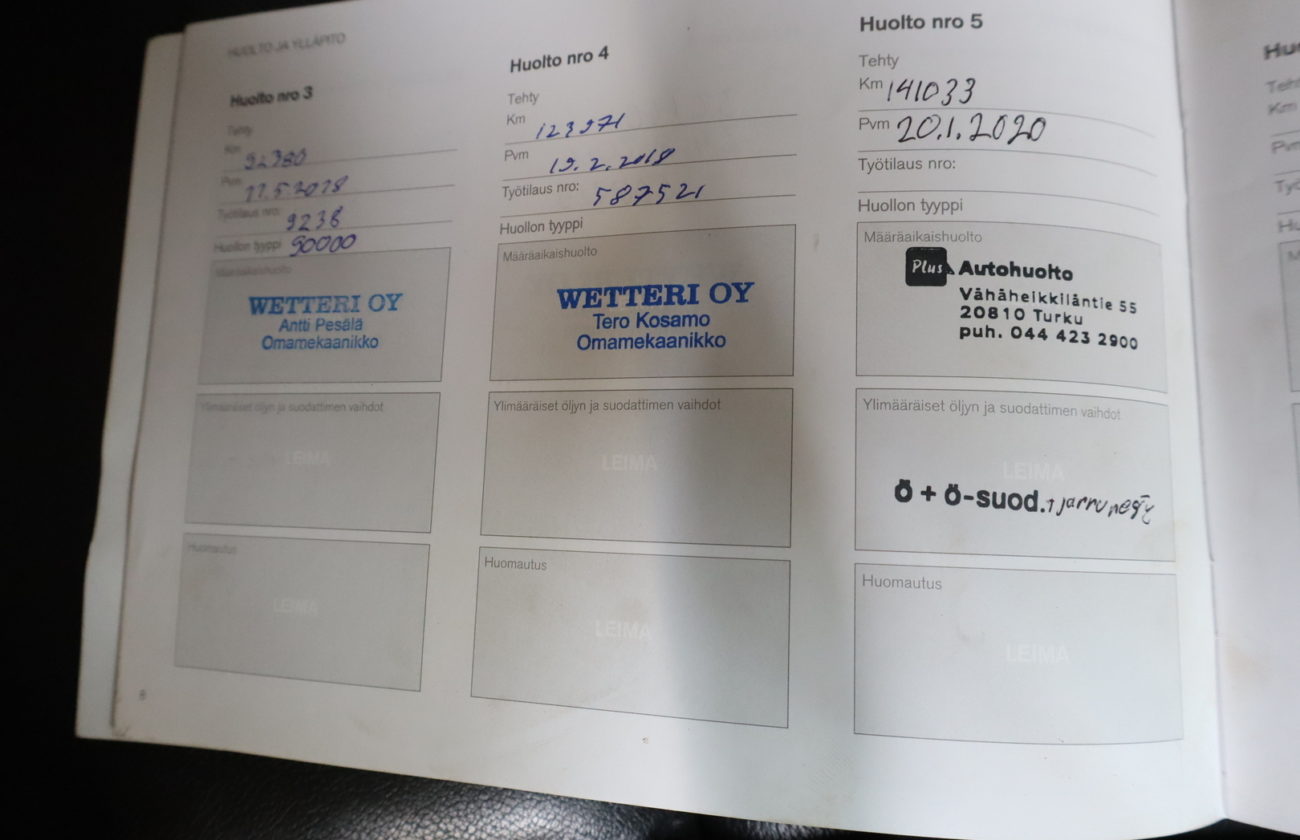 HUOLTO JA YLLÄPITO
Huolto nro 3
Tehty
Km 92980
Pvm
Työtilaus nro: 9238
Huollon tyyppi 90000
Määräaikaishuolto
WETTERI OY
Antti Pesälä
Omamekaanikko
Ylimääräiset öljyn ja suodattimen vaihdot
LEIMA
Huomautus
LEIMA
8
Huolto nro 4
Tehty
Km 123971
Pvm 19.2.2018
Työtilaus nro: 587521
Huollon tyyppi
Määräaikaishuolto
WETTERI OY
Tero Kosamo
Omamekaanikko
Ylimääräiset öljyn ja suodattimen vaihdot
LEIMA
Huomautus
LEIMA
Huolto nro 5
Tehty
Km 141033
Pvm 20.1.2020
Työtilaus nro:
Huollon tyyppi
Määräaikaishuolto
Plus Autohuolto
Vähäheikkiläntie 55
20810 Turku
puh. 044 423 2900
Ylimääräiset öljyn ja suodattimen vaihdot
LEIMA
Ö + Ö-suod.
Huomautus
LEIMA